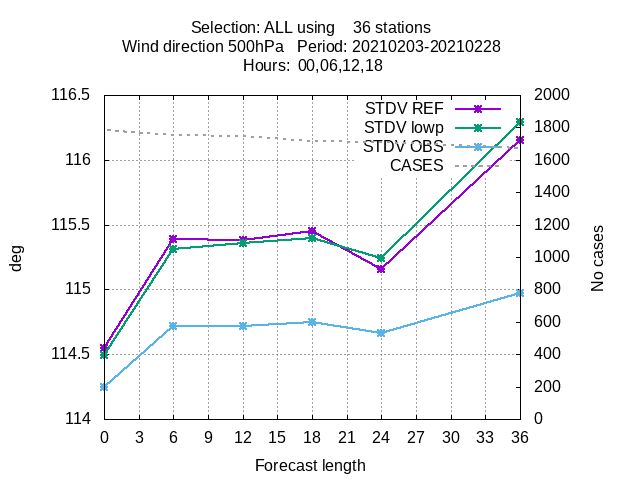 Selection: ALL using    36 stations
Wind direction 500hPa   Period: 20210203-20210228
Hours:  00,06,12,18
116.5
116
115.5
115
114.5
114
deg
2000
1800
1600
1400
1200
1000
800
600
400
200
0
No cases
STDV REF
STDV lowp
STDV OBS
CASES
0 3 6 9 12 15 18 21 24 27 30 33 36
Forecast length